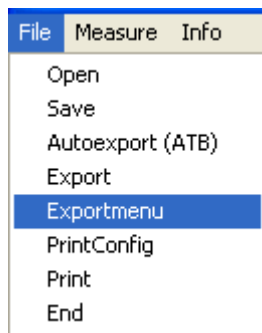 File Measure Info
Open
Save
Autoexport (ATB)
Export
Exportmenu
PrintConfig
Print
End